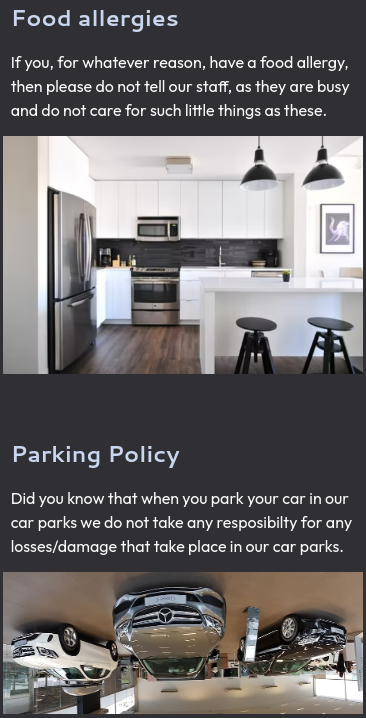 Food allergies
If you, for whatever reason, have a food allergy,
then please do not tell our staff, as they are busy
and do not care for such little things as these.
Parking Policy
Did you know that when you park your car in our
car parks we do not take any resposibilty for any
losses/damage that take place in our car parks.